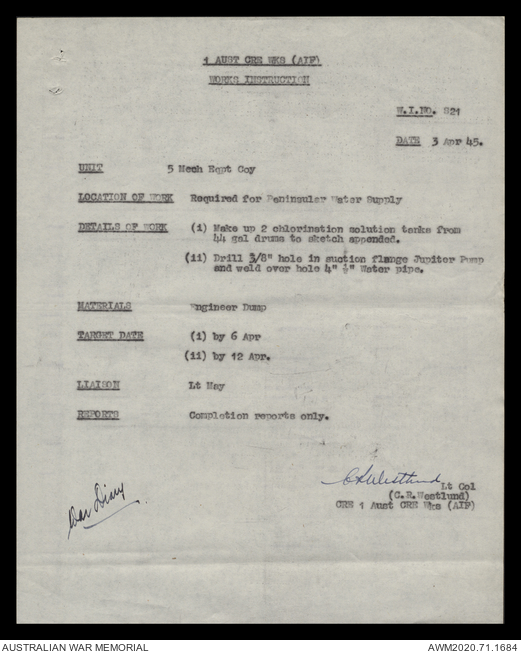 1 AUST CRE WKS (AIF)
WORKS INSTRUCTION
W.I.NO. S21
DATE 3 Apr 45.
UNIT 5 Mech Eqpt Coy
LOCATION OF WORK Required for Peninsular Water Supply
DETAILS OF WORK (i) Make up 2 chlorination solution tanks from
44 gal drums to sketch appended.
(ii) Drill 3/8" hole in suction flange Jupiter Pump
and weld over hole 4" ½" Water pipe.
MATERIALS Engineer Dump
TARGET DATE (i) by 6 Apr
(ii) by 12 Apr.
LIAISON Lt May
REPORTS Completion reports only.
CRWestlund Lt Col
(C.R.Westlund)
CRE 1 Aust CRE Wks (AIF)
War Diary
AUSTRALIAN WAR MEMORIAL AWM2020.71.1684